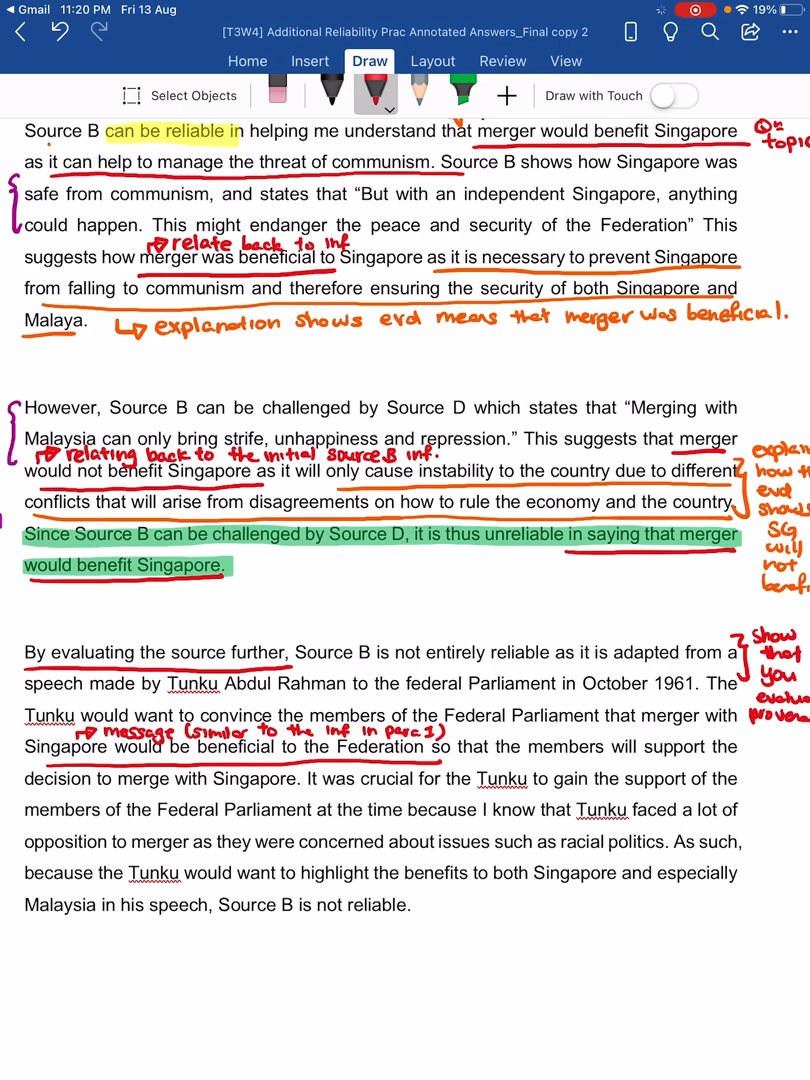 Gmail 11:20 PM Fri 13 Aug 19%
[T3W4] Additional Reliability Prac Annotated Answers_Final copy 2
Home Insert Draw Layout Review View
Select Objects Draw with Touch
Source B can be reliable in helping me understand that merger would benefit Singapore
Qn
topic
as it can help to manage the threat of communism. Source B shows how Singapore was
safe from communism, and states that “But with an independent Singapore, anything
could happen. This might endanger the peace and security of the Federation” This
relate back to inf
suggests how merger was beneficial to Singapore as it is necessary to prevent Singapore
from falling to communism and therefore ensuring the security of both Singapore and
Malaya.
explanation shows evd means that merger was beneficial.
However, Source B can be challenged by Source D which states that “Merging with
Malaysia can only bring strife, unhappiness and repression.” This suggests that merger
relating back to the initial source B inf.
would not benefit Singapore as it will only cause instability to the country due to different
conflicts that will arise from disagreements on how to rule the economy and the country.
explain
how th
evd
shows
SG
will
not
benefi
Since Source B can be challenged by Source D, it is thus unreliable in saying that merger
would benefit Singapore.
By evaluating the source further, Source B is not entirely reliable as it is adapted from a
speech made by Tunku Abdul Rahman to the federal Parliament in October 1961. The
show
that
you
evalua
provena
Tunku would want to convince the members of the Federal Parliament that merger with
message (similar to the inf in para 1)
Singapore would be beneficial to the Federation so that the members will support the
decision to merge with Singapore. It was crucial for the Tunku to gain the support of the
members of the Federal Parliament at the time because I know that Tunku faced a lot of
opposition to merger as they were concerned about issues such as racial politics. As such,
because the Tunku would want to highlight the benefits to both Singapore and especially
Malaysia in his speech, Source B is not reliable.